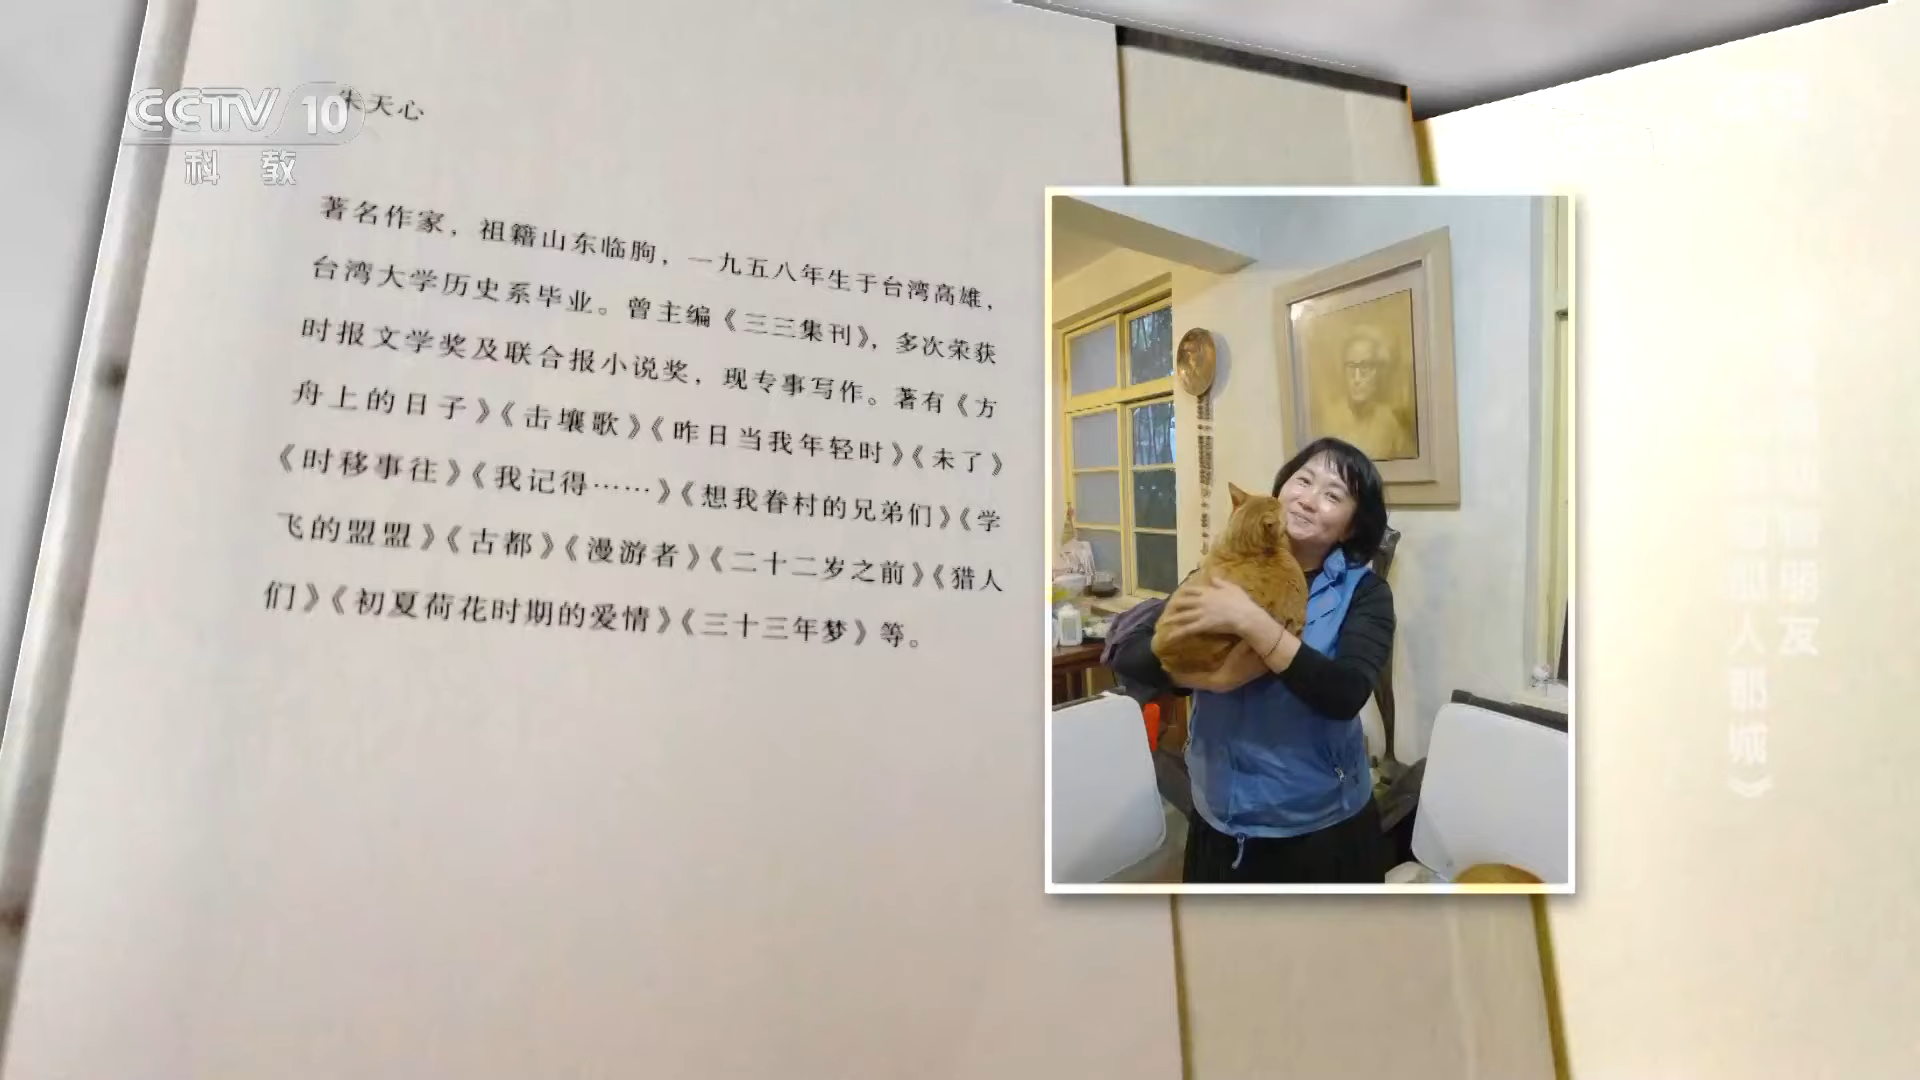 CCTV 10
科 教
朱天心
著名作家，祖籍山东临朐，一九五八年生于台湾高雄，
台湾大学历史系毕业。曾主编《三三集刊》，多次荣获
时报文学奖及联合报小说奖，现专事写作。著有《方
舟上的日子》《击壤歌》《昨日当我年轻时》《未了》
《时移事往》《我记得……》《想我眷村的兄弟们》《学
飞的盟盟》《古都》《漫游者》《二十二岁之前》《猎人
们》《初夏荷花时期的爱情》《三十三年梦》等。
街朋友
猫人那城》